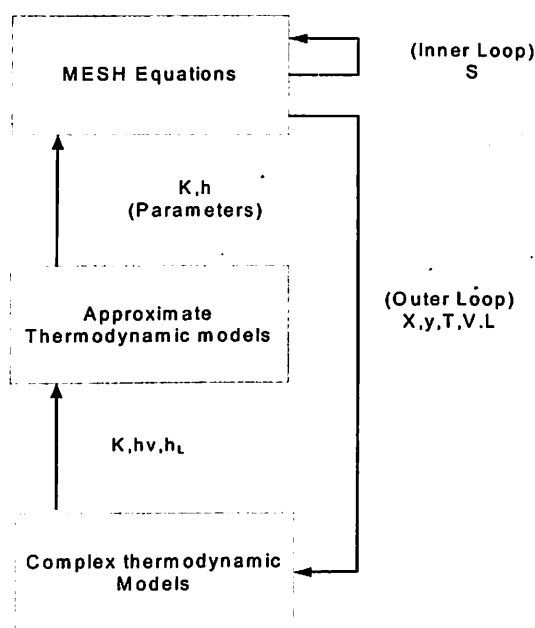 MESH Equations
(Inner Loop)
S
K,h
(Parameters)
Approximate
Thermodynamic models
(Outer Loop)
X,y,T,V.L
K,hv,hL
Complex thermodynamic
Models